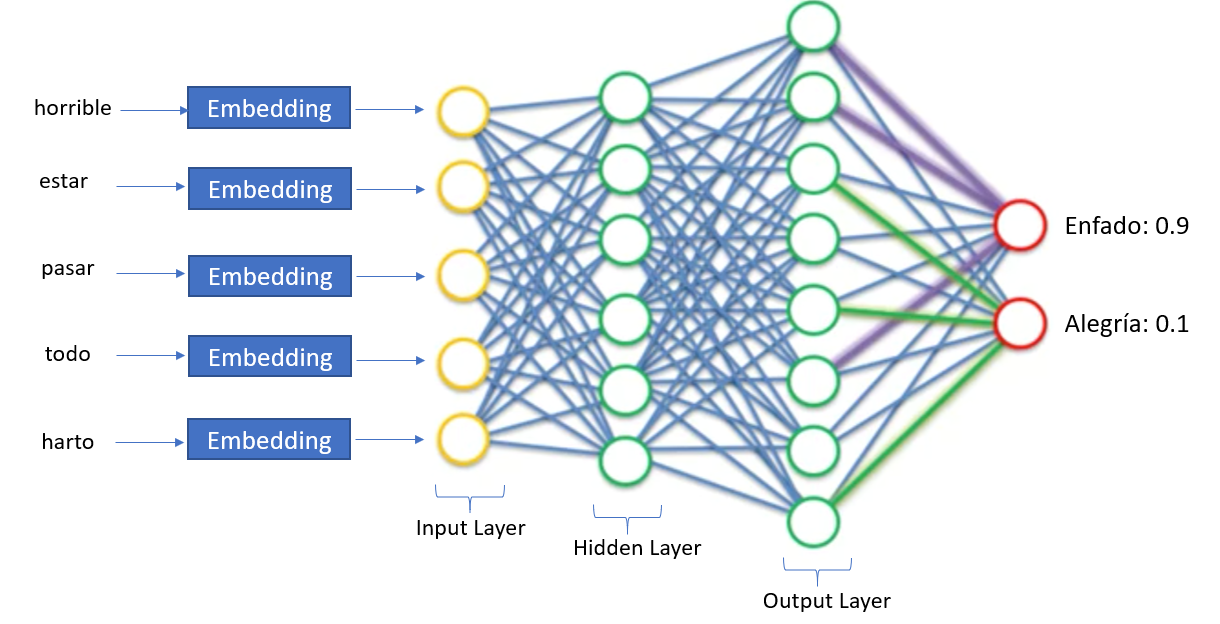 horrible
Embedding
estar
Embedding
pasar
Embedding
todo
Embedding
harto
Embedding
Enfado: 0.9
Alegría: 0.1
Input Layer
Hidden Layer
Output Layer